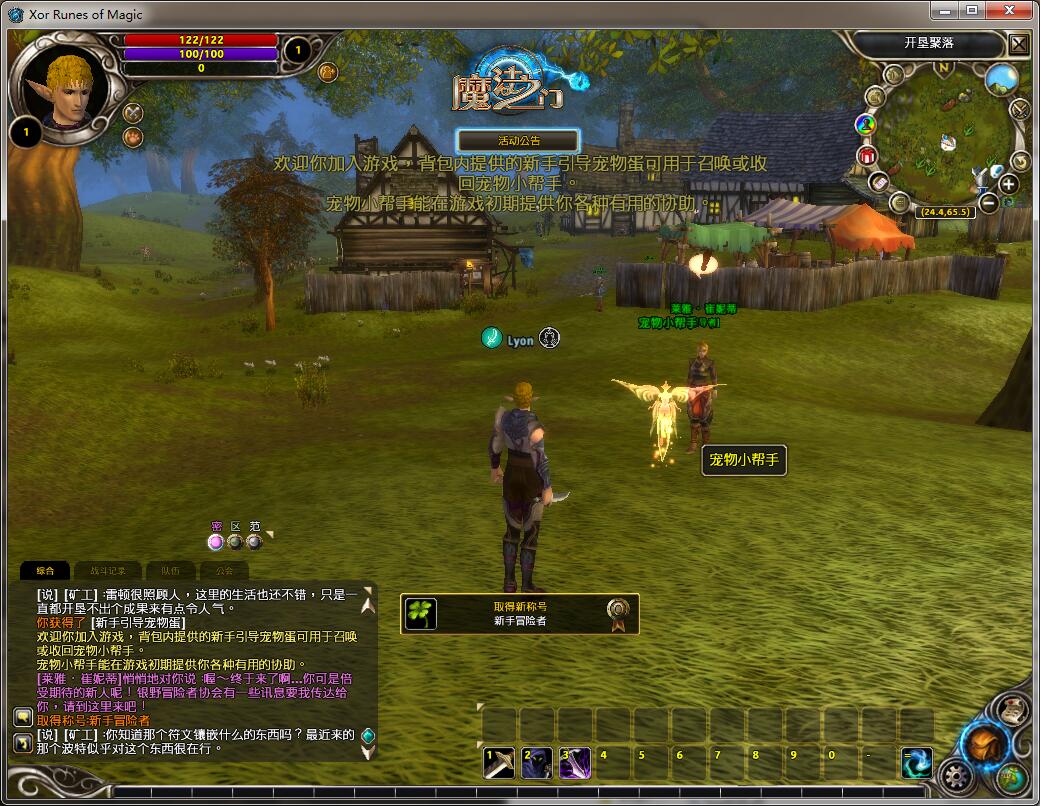 Xor Runes of Magic
122/122
100/100
0
1
1
开垦聚落
N
魔法之门
活动公告
欢迎你加入游戏，背包内提供的新手引导宠物蛋可用于召唤或收
回宠物小帮手。
宠物小帮手能在游戏初期提供你各种有用的协助。
(24.4,65.5)
莱雅·崔妮蒂
宠物小帮手
Lyon
宠物小帮手
密 区 范
综合 战斗记录 队伍 公会
[说] [矿工] :雷顿很照顾人，这里的生活也还不错，只是一
直都开垦不出个成果来有点令人气。
你获得了 [新手引导宠物蛋]
欢迎你加入游戏，背包内提供的新手引导宠物蛋可用于召唤
或收回宠物小帮手。
宠物小帮手能在游戏初期提供你各种有用的协助。
[莱雅·崔妮蒂]悄悄地对你说 :喔～终于来了啊...你可是倍
受期待的新人呢！银野冒险者协会有一些讯息要我传达给
你，请到这里来吧！
取得称号:新手冒险者
[说] [矿工] :你知道那个符文镶嵌什么的东西吗？最近来的
那个波特似乎对这个东西很在行。
取得新称号
新手冒险者
1 2 3 4 5 6 7 8 9 0 - =